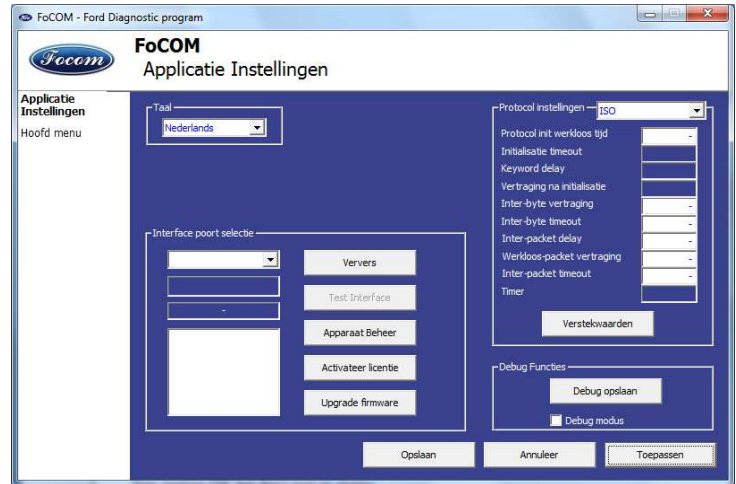 FoCOM - Ford Diagnostic program
Focom
FoCOM
Applicatie Instellingen
Applicatie
Instellingen
Hoofd menu
Taal
Nederlands
Interface poort selectie
Ververs
Test Interface
-
Apparaat Beheer
Activateer licentie
Upgrade firmware
Protocol instellingen
ISO
Protocol init werkloos tijd -
Initialisatie timeout
Keyword delay
Vertraging na initialisatie
Inter-byte vertraging -
Inter-byte timeout -
Inter-packet delay -
Werkloos-packet vertraging -
Inter-packet timeout -
Timer
Verstekwaarden
Debug Functies
Debug opslaan
Debug modus
Opslaan
Annuleer
Toepassen